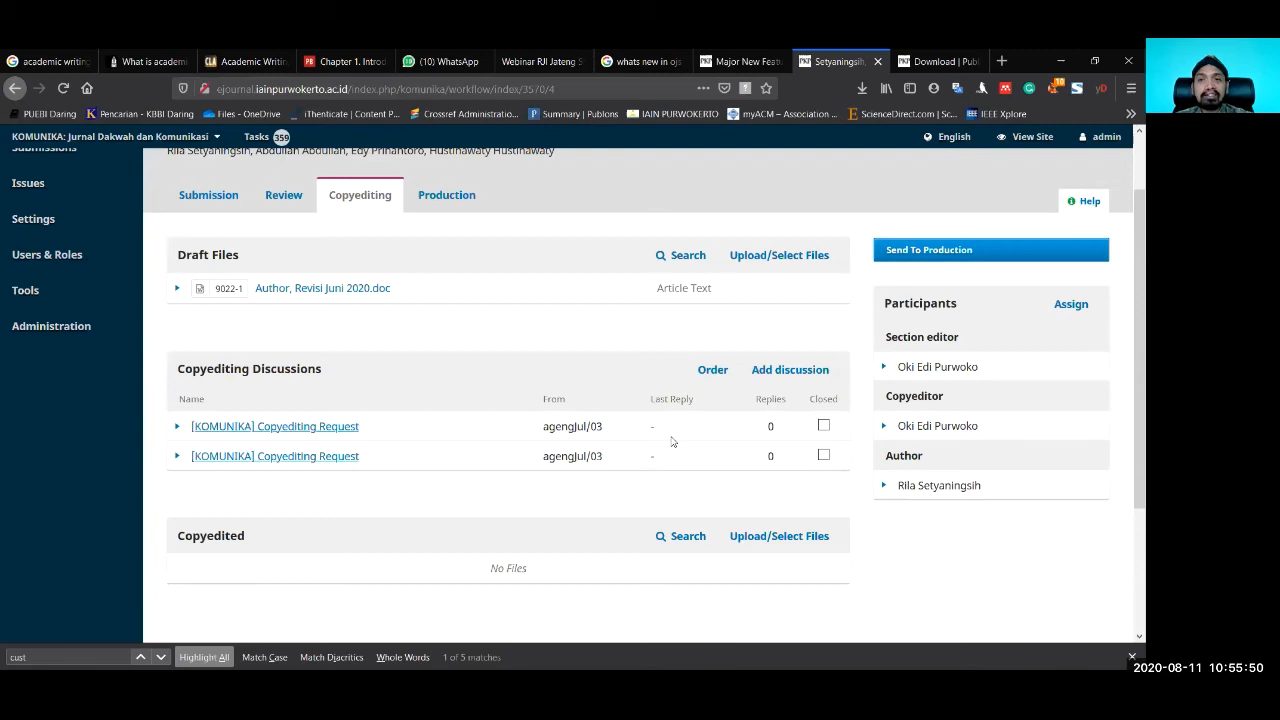 academic writing
What is academi
Academic Writin
Chapter 1. Introd
(10) WhatsApp
Webinar RJI Jateng S
whats new in ojs
Major New Feat
Setyaningsih,
Download | Publ
ejournal.iainpurwokerto.ac.id/index.php/komunika/workflow/index/3570/4
PUEBI Daring
Pencarian - KBBI Daring
Files - OneDrive
iThenticate | Content P...
Crossref Administratio...
Summary | Publons
IAIN PURWOKERTO
myACM – Association ...
ScienceDirect.com | Sc...
IEEE Xplore
KOMUNIKA: Jurnal Dakwah dan Komunikasi
Tasks 359
English
View Site
admin
Submissions
Issues
Settings
Users & Roles
Tools
Administration
Rila Setyaningsih, Abdullah Abdullah, Edy Prihantoro, Hustinawaty Hustinawaty
Submission
Review
Copyediting
Production
Help
Draft Files
Search
Upload/Select Files
9022-1 Author, Revisi Juni 2020.doc
Article Text
Copyediting Discussions
Order
Add discussion
Name
From
Last Reply
Replies
Closed
[KOMUNIKA] Copyediting Request
agengJul/03
-
0
[KOMUNIKA] Copyediting Request
agengJul/03
-
0
Copyedited
Search
Upload/Select Files
No Files
Send To Production
Participants
Assign
Section editor
Oki Edi Purwoko
Copyeditor
Oki Edi Purwoko
Author
Rila Setyaningsih
cust
Highlight All
Match Case
Match Diacritics
Whole Words
1 of 5 matches
2020-08-11 10:55:50